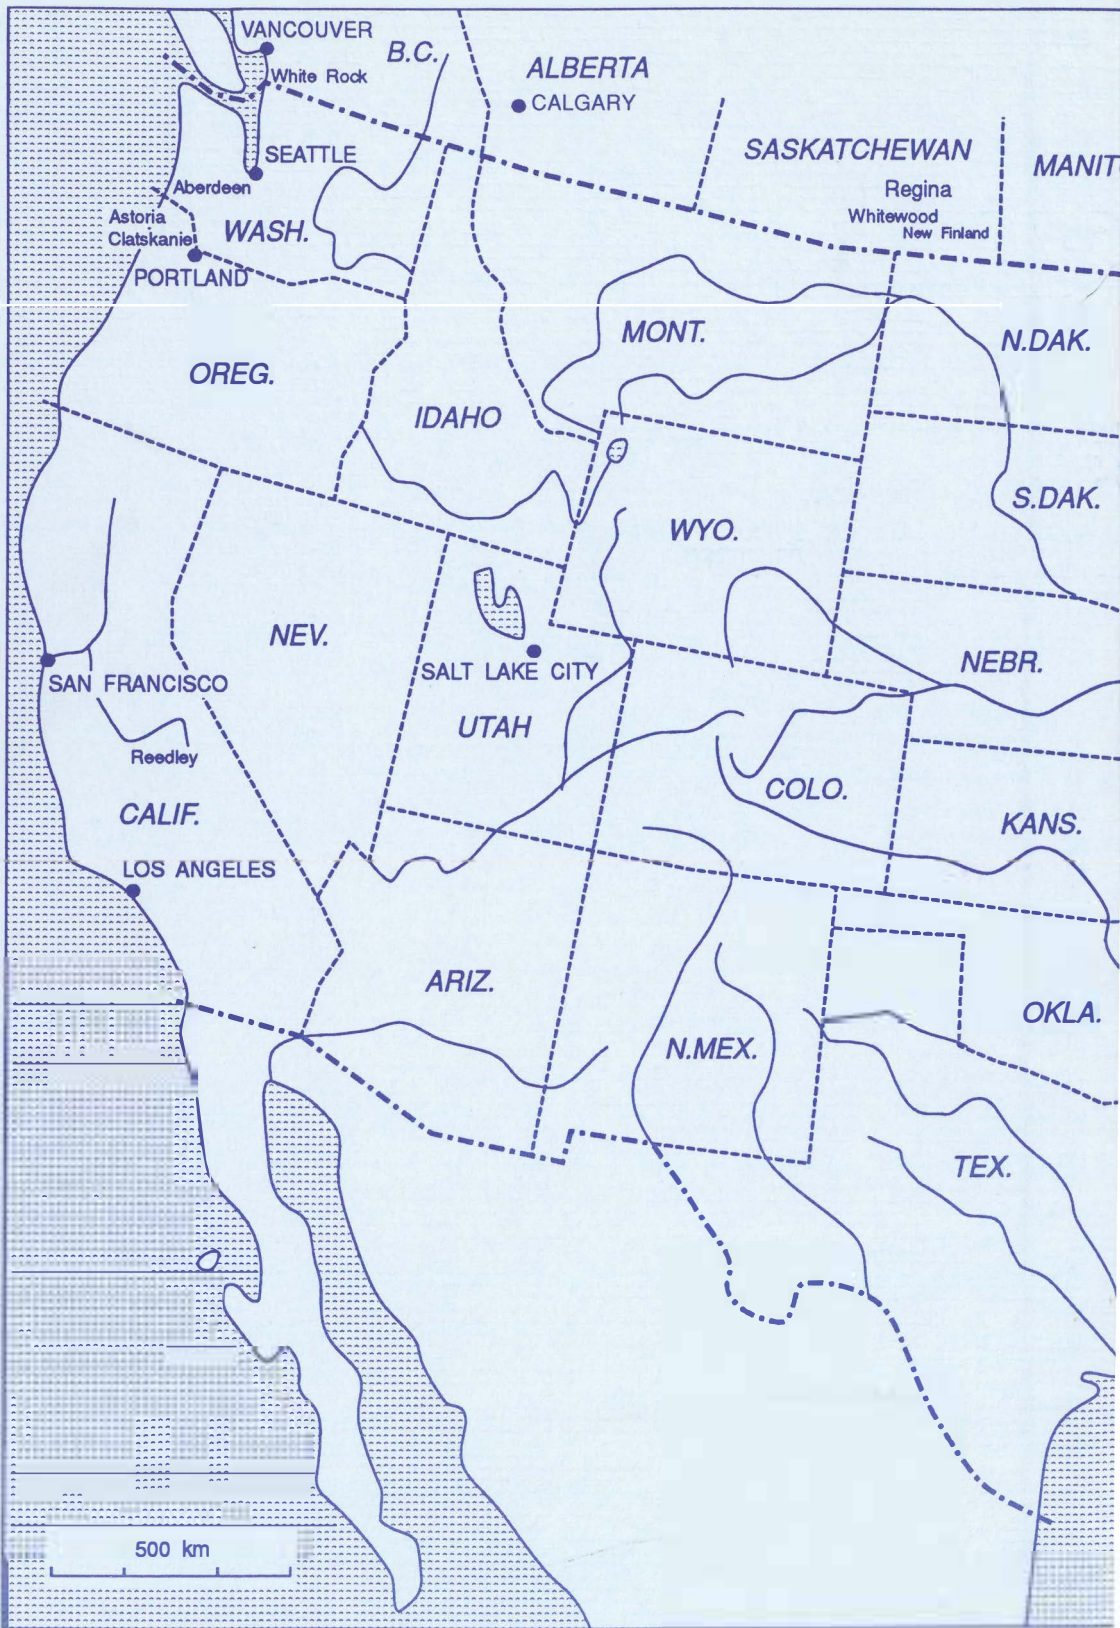 VANCOUVER
B.C.
White Rock
ALBERTA
CALGARY
SASKATCHEWAN
MANIT
SEATTLE
Aberdeen
Regina
Whitewood
New Finland
Astoria
Clatskanie
WASH.
PORTLAND
MONT.
N.DAK.
OREG.
IDAHO
S.DAK.
WYO.
NEV.
SALT LAKE CITY
NEBR.
SAN FRANCISCO
UTAH
Reedley
COLO.
CALIF.
KANS.
LOS ANGELES
ARIZ.
OKLA.
N.MEX.
TEX.
500 km